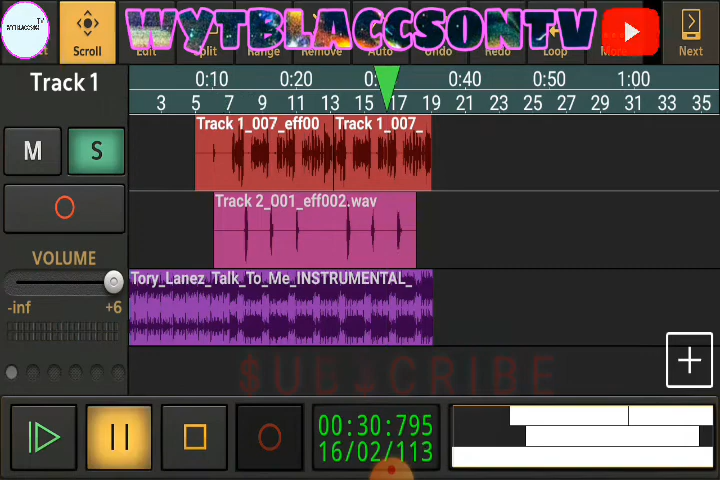 WYTBLACCSONTV
Scroll Edit Split Range Remove Auto Undo Redo Next
Track 1
0:10 0:20 0:40 0:50 1:00
3 5 7 9 11 13 15 17 19 21 23 25 27 29 31 33 35
Track 1_007_eff00 Track 1_007_
M S
Track 2_001_eff002.wav
VOLUME
-inf +6
Tory_Lanez_Talk_To_Me_INSTRUMENTAL_
$UBSCRIBE
00:30:795
16/02/113